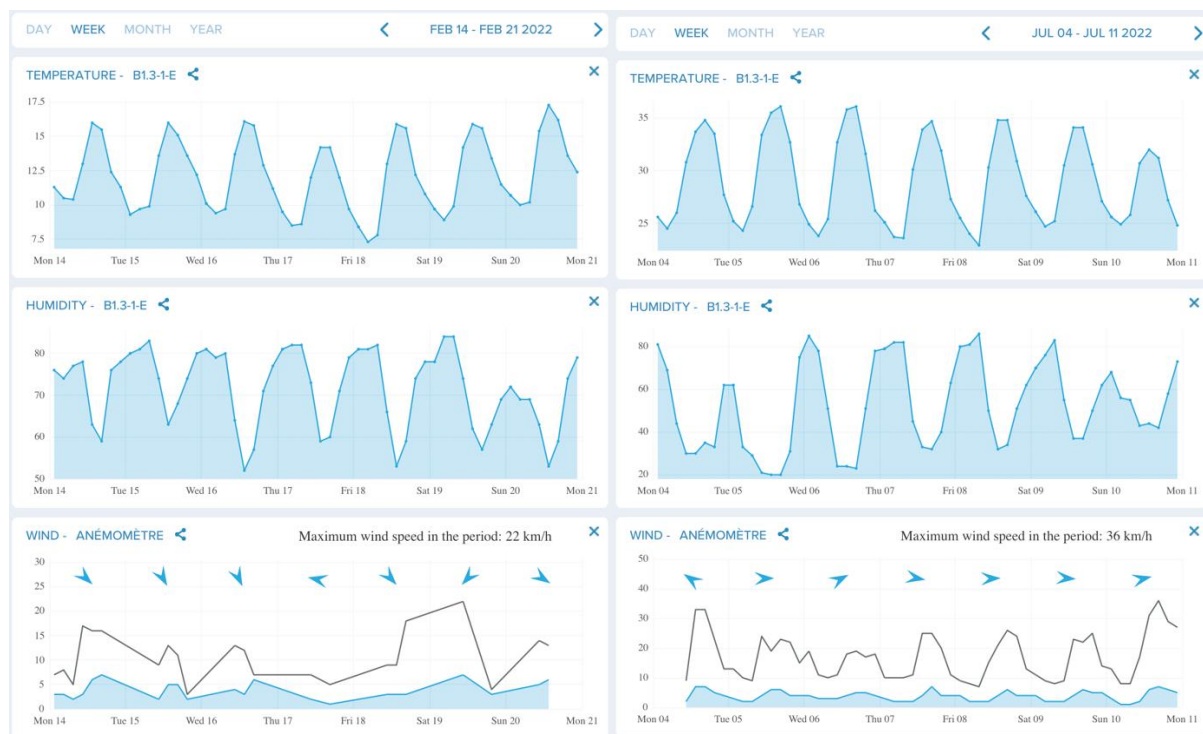 DAY WEEK MONTH YEAR FEB 14 - FEB 21 2022
TEMPERATURE - B1.3-1-E
17.5
15
12.5
10
7.5
Mon 14 Tue 15 Wed 16 Thu 17 Fri 18 Sat 19 Sun 20 Mon 21
HUMIDITY - B1.3-1-E
80
70
60
50
Mon 14 Tue 15 Wed 16 Thu 17 Fri 18 Sat 19 Sun 20 Mon 21
WIND - ANÉMOMÈTRE Maximum wind speed in the period: 22 km/h
30
25
20
15
10
5
0
Mon 14 Tue 15 Wed 16 Thu 17 Fri 18 Sat 19 Sun 20 Mon 21
DAY WEEK MONTH YEAR JUL 04 - JUL 11 2022
TEMPERATURE - B1.3-1-E
35
30
25
Mon 04 Tue 05 Wed 06 Thu 07 Fri 08 Sat 09 Sun 10 Mon 11
HUMIDITY - B1.3-1-E
80
60
40
20
Mon 04 Tue 05 Wed 06 Thu 07 Fri 08 Sat 09 Sun 10 Mon 11
WIND - ANÉMOMÈTRE Maximum wind speed in the period: 36 km/h
50
40
30
20
10
0
Mon 04 Tue 05 Wed 06 Thu 07 Fri 08 Sat 09 Sun 10 Mon 11